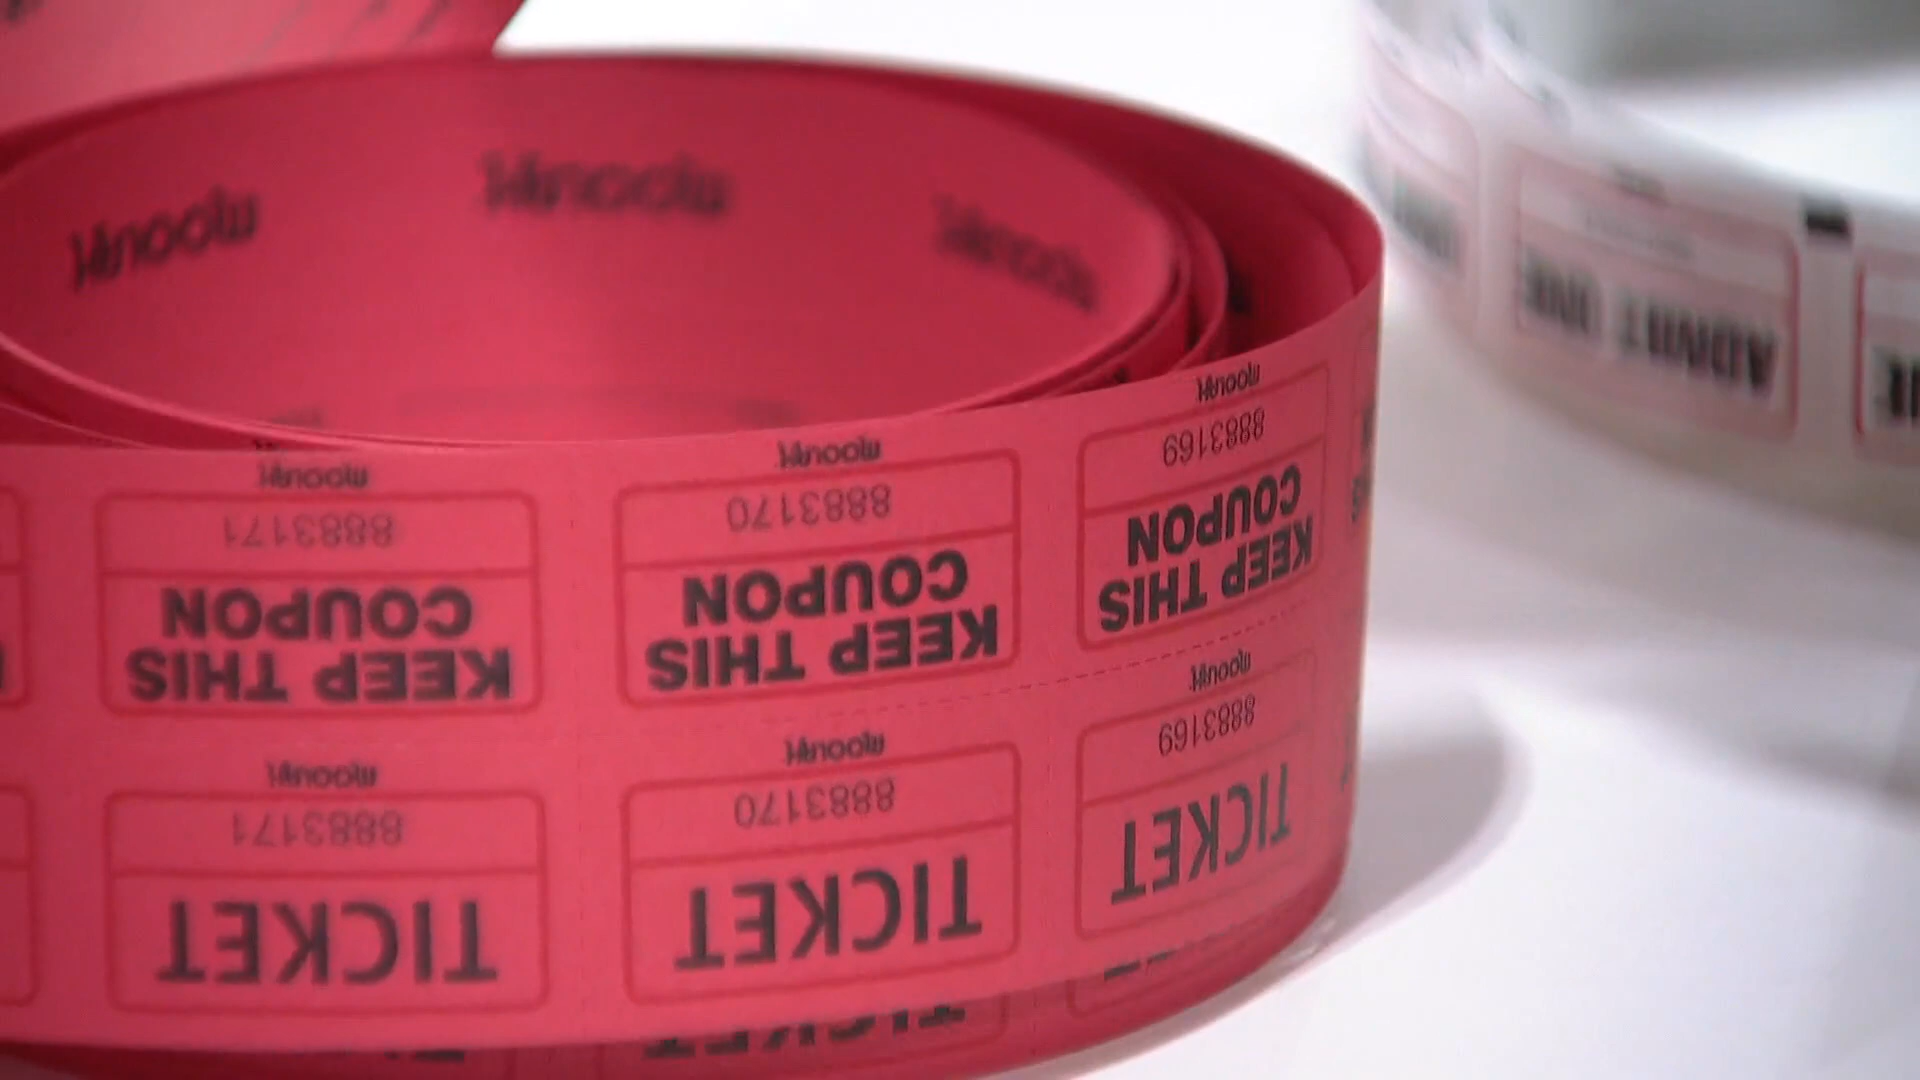 TICKET
8883169
TICKET
8883170
TICKET
8883171
KEEP THIS
COUPON
8883169
KEEP THIS
COUPON
8883170
KEEP THIS
COUPON
8883171
ADMIT ONE